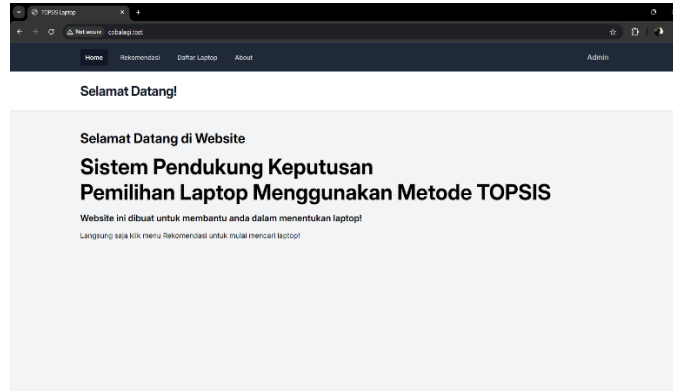 TOPSIS Laptop
Not secure cobalagi.test
Home Rekomendasi Daftar Laptop About Admin
Selamat Datang!
Selamat Datang di Website
Sistem Pendukung Keputusan
Pemilihan Laptop Menggunakan Metode TOPSIS
Website ini dibuat untuk membantu anda dalam menentukan laptop!
Langsung saja klik menu Rekomendasi untuk mulai mencari laptop!